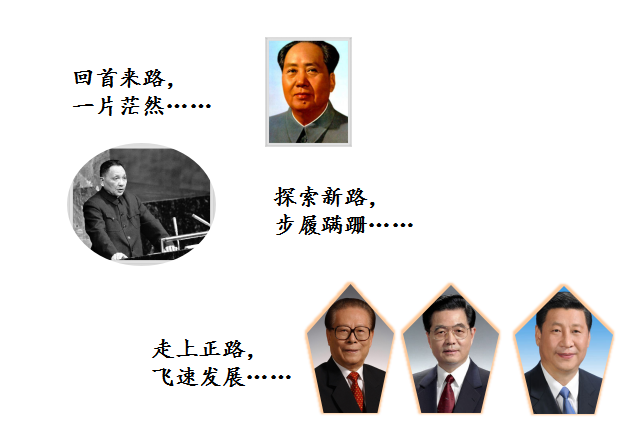 回首来路，
一片茫然……
探索新路，
步履蹒跚……
走上正路，
飞速发展……